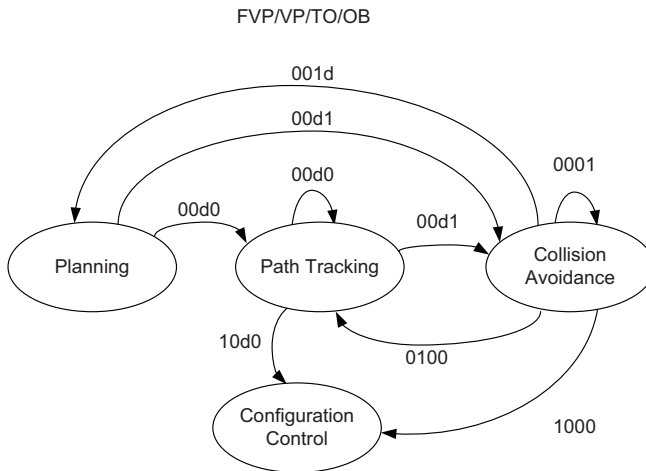 FVP/VP/TO/OB
001d
00d1
00d0
0001
00d0
00d1
Planning
Path Tracking
Collision
Avoidance
10d0
0100
Configuration
Control
1000